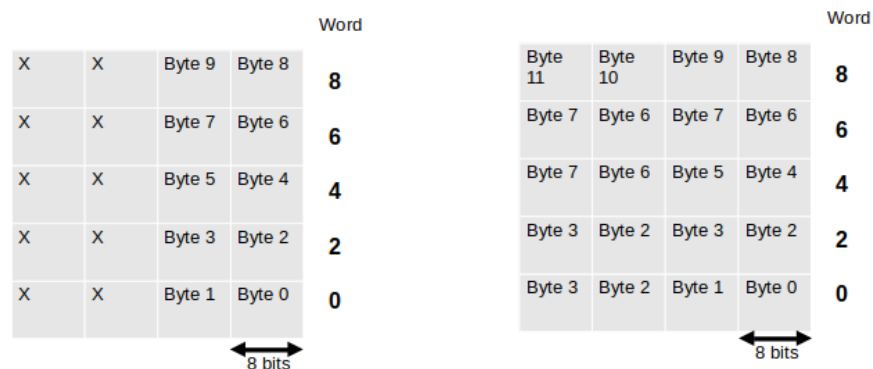 Word
X X Byte 9 Byte 8 8
X X Byte 7 Byte 6 6
X X Byte 5 Byte 4 4
X X Byte 3 Byte 2 2
X X Byte 1 Byte 0 0
8 bits
Word
Byte 11 Byte 10 Byte 9 Byte 8 8
Byte 7 Byte 6 Byte 7 Byte 6 6
Byte 7 Byte 6 Byte 5 Byte 4 4
Byte 3 Byte 2 Byte 3 Byte 2 2
Byte 3 Byte 2 Byte 1 Byte 0 0
8 bits